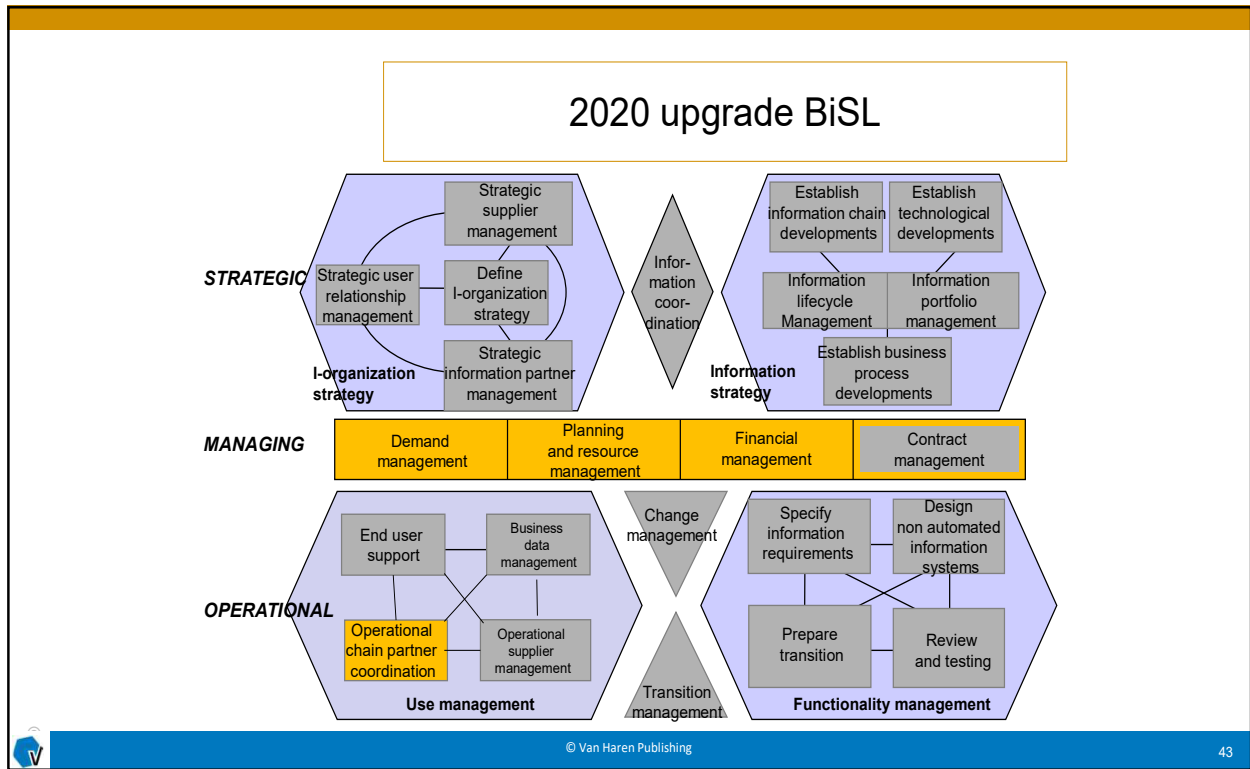 2020 upgrade BiSL
STRATEGIC
Strategic
supplier
management
Strategic user
relationship
management
Define
I-organization
strategy
Strategic
information partner
management
I-organization
strategy
Infor-
mation
coor-
dination
Establish
information chain
developments
Establish
technological
developments
Information
lifecycle
Management
Information
portfolio
management
Establish business
process
developments
Information
strategy
MANAGING
Demand
management
Planning
and resource
management
Financial
management
Contract
management
OPERATIONAL
End user
support
Business
data
management
Operational
chain partner
coordination
Operational
supplier
management
Use management
Change
management
Transition
management
Specify
information
requirements
Design
non automated
information
systems
Prepare
transition
Review
and testing
Functionality management
V
© Van Haren Publishing
43